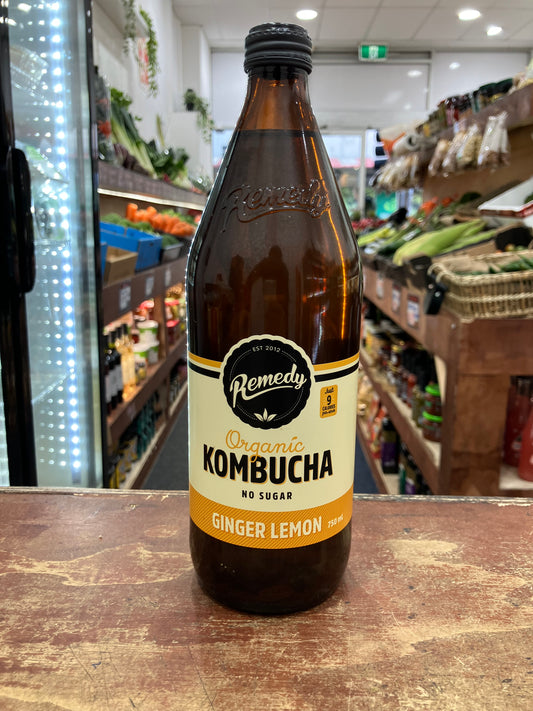 Remedy
EST 2012
Remedy
Just
9
CALORIES
Organic
KOMBUCHA
NO SUGAR
GINGER LEMON 750 ml